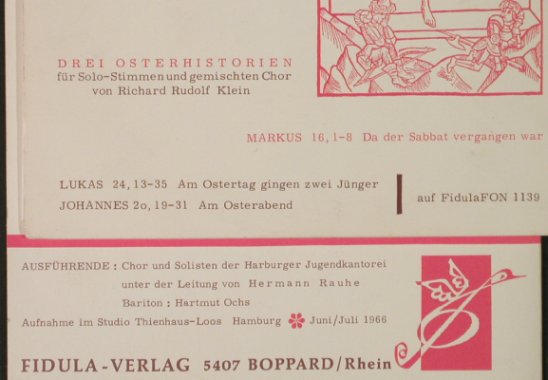 DREI OSTERHISTORIEN
für Solo-Stimmen und gemischten Chor
von Richard Rudolf Klein
MARKUS 16, 1-8 Da der Sabbat vergangen war
LUKAS 24, 13-35 Am Ostertag gingen zwei Jünger
JOHANNES 2o, 19-31 Am Osterabend
auf FidulaFON 1139
AUSFÜHRENDE : Chor und Solisten der Harburger Jugendkantorei
unter der Leitung von Hermann Rauhe
Bariton : Hartmut Ochs
Aufnahme im Studio Thienhaus-Loos Hamburg Juni/Juli 1966
FIDULA-VERLAG 5407 BOPPARD/Rhein